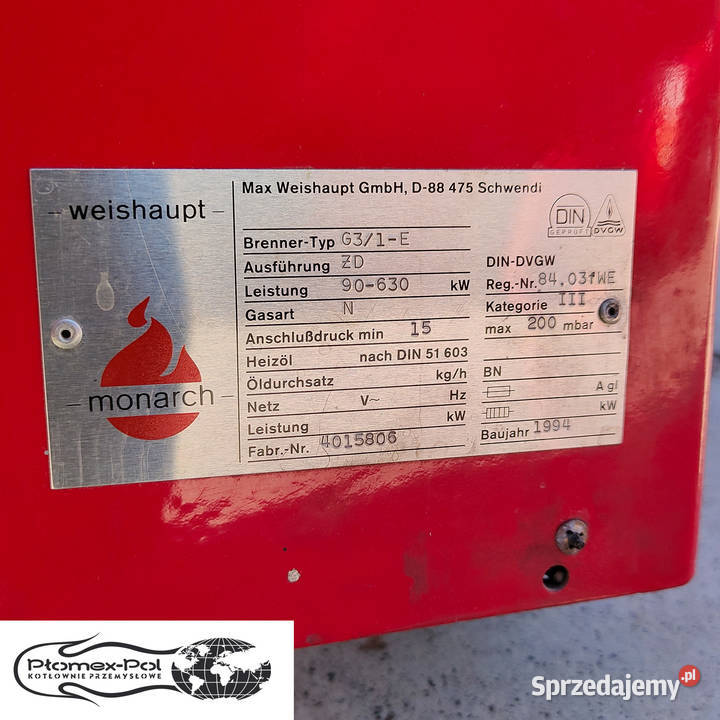 weishaupt
monarch
Max Weishaupt GmbH, D-88 475 Schwendi
DIN
GEPRÜFT
DVGW
Brenner-Typ G3/1-E
Ausführung ZD
DIN-DVGW
Leistung 90-630 kW
Reg.-Nr. 84.031WE
Gasart N
Kategorie III
Anschlußdruck min 15
max 200 mbar
Heizöl nach DIN 51 603
Öldurchsatz kg/h
BN
Netz V~ Hz
A gl
Leistung kW
kW
Fabr.-Nr. 4015806
Baujahr 1994
Płomex-Pol
KOTŁOWNIE PRZEMYSŁOWE
Sprzedajemy.pl